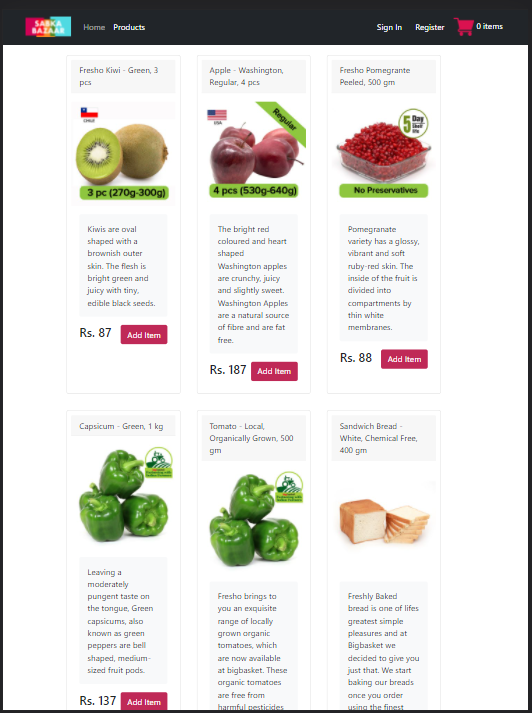 SABKA
BAZAAR
Home Products Sign In Register 0 items
Fresho Kiwi - Green, 3
pcs
CHILE
3 pc (270g-300g)
Kiwis are oval
shaped with a
brownish outer
skin. The flesh is
bright green and
juicy with tiny,
edible black seeds.
Rs. 87 Add Item
Apple - Washington,
Regular, 4 pcs
USA
Regular
4 pcs (530g-640g)
The bright red
coloured and heart
shaped
Washington apples
are crunchy, juicy
and slightly sweet.
Washington Apples
are a natural source
of fibre and are fat
free.
Rs. 187 Add Item
Fresho Pomegrante
Peeled, 500 gm
5 Day
Shelf
life
No Preservatives
Pomegranate
variety has a glossy,
vibrant and soft
ruby-red skin. The
inside of the fruit is
divided into
compartments by
thin white
membranes.
Rs. 88 Add Item
Capsicum - Green, 1 kg
Leaving a
moderately
pungent taste on
the tongue, Green
capsicums, also
known as green
peppers are bell
shaped, medium-
sized fruit pods.
Rs. 137 Add Item
Tomato - Local,
Organically Grown, 500
gm
Fresho brings to
you an exquisite
range of locally
grown organic
tomatoes, which
are now available
at bigbasket. These
organic tomatoes
are free from
harmful pesticides
Sandwich Bread -
White, Chemical Free,
400 gm
Freshly Baked
bread is one of lifes
greatest simple
pleasures and at
Bigbasket we
decided to give you
just that. We start
baking our breads
once you order
using the finest